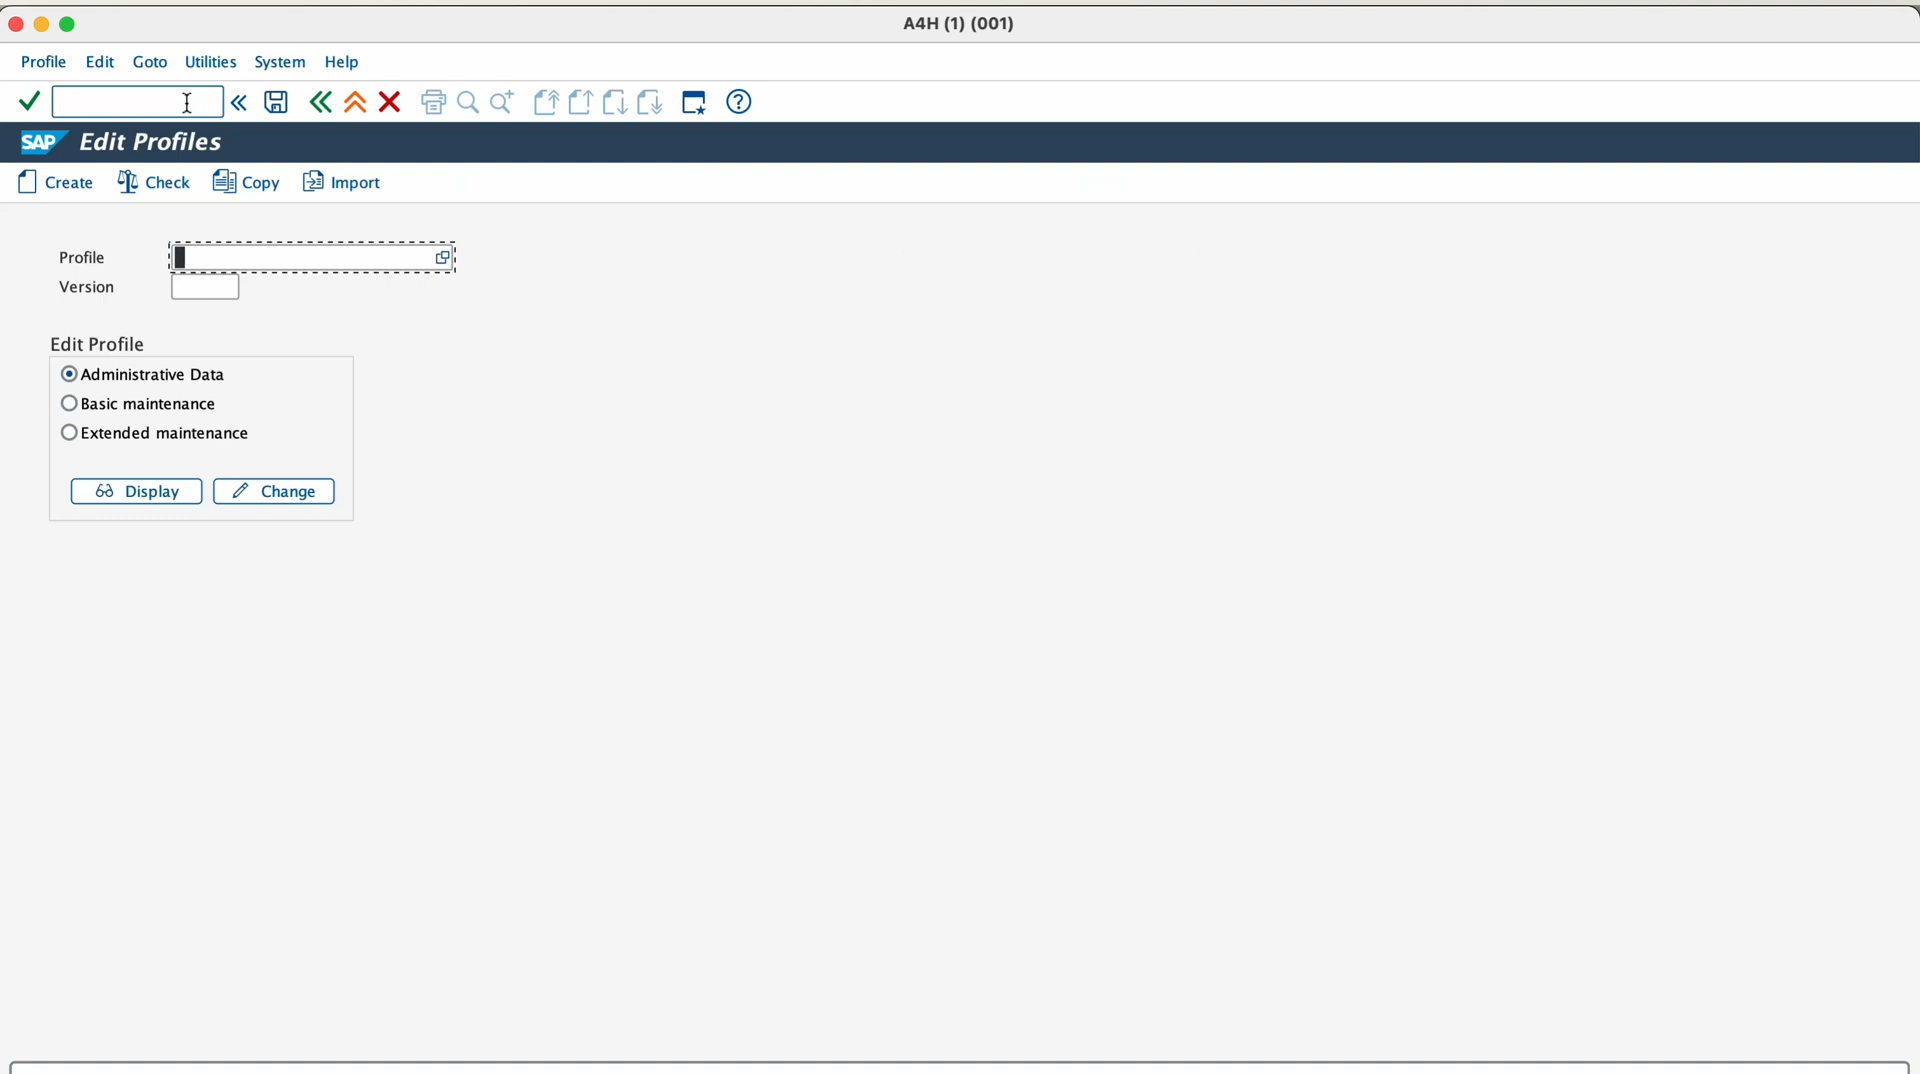 A4H (1) (001)
Profile Edit Goto Utilities System Help
SAP Edit Profiles
Create Check Copy Import
Profile
Version
Edit Profile
Administrative Data
Basic maintenance
Extended maintenance
Display Change